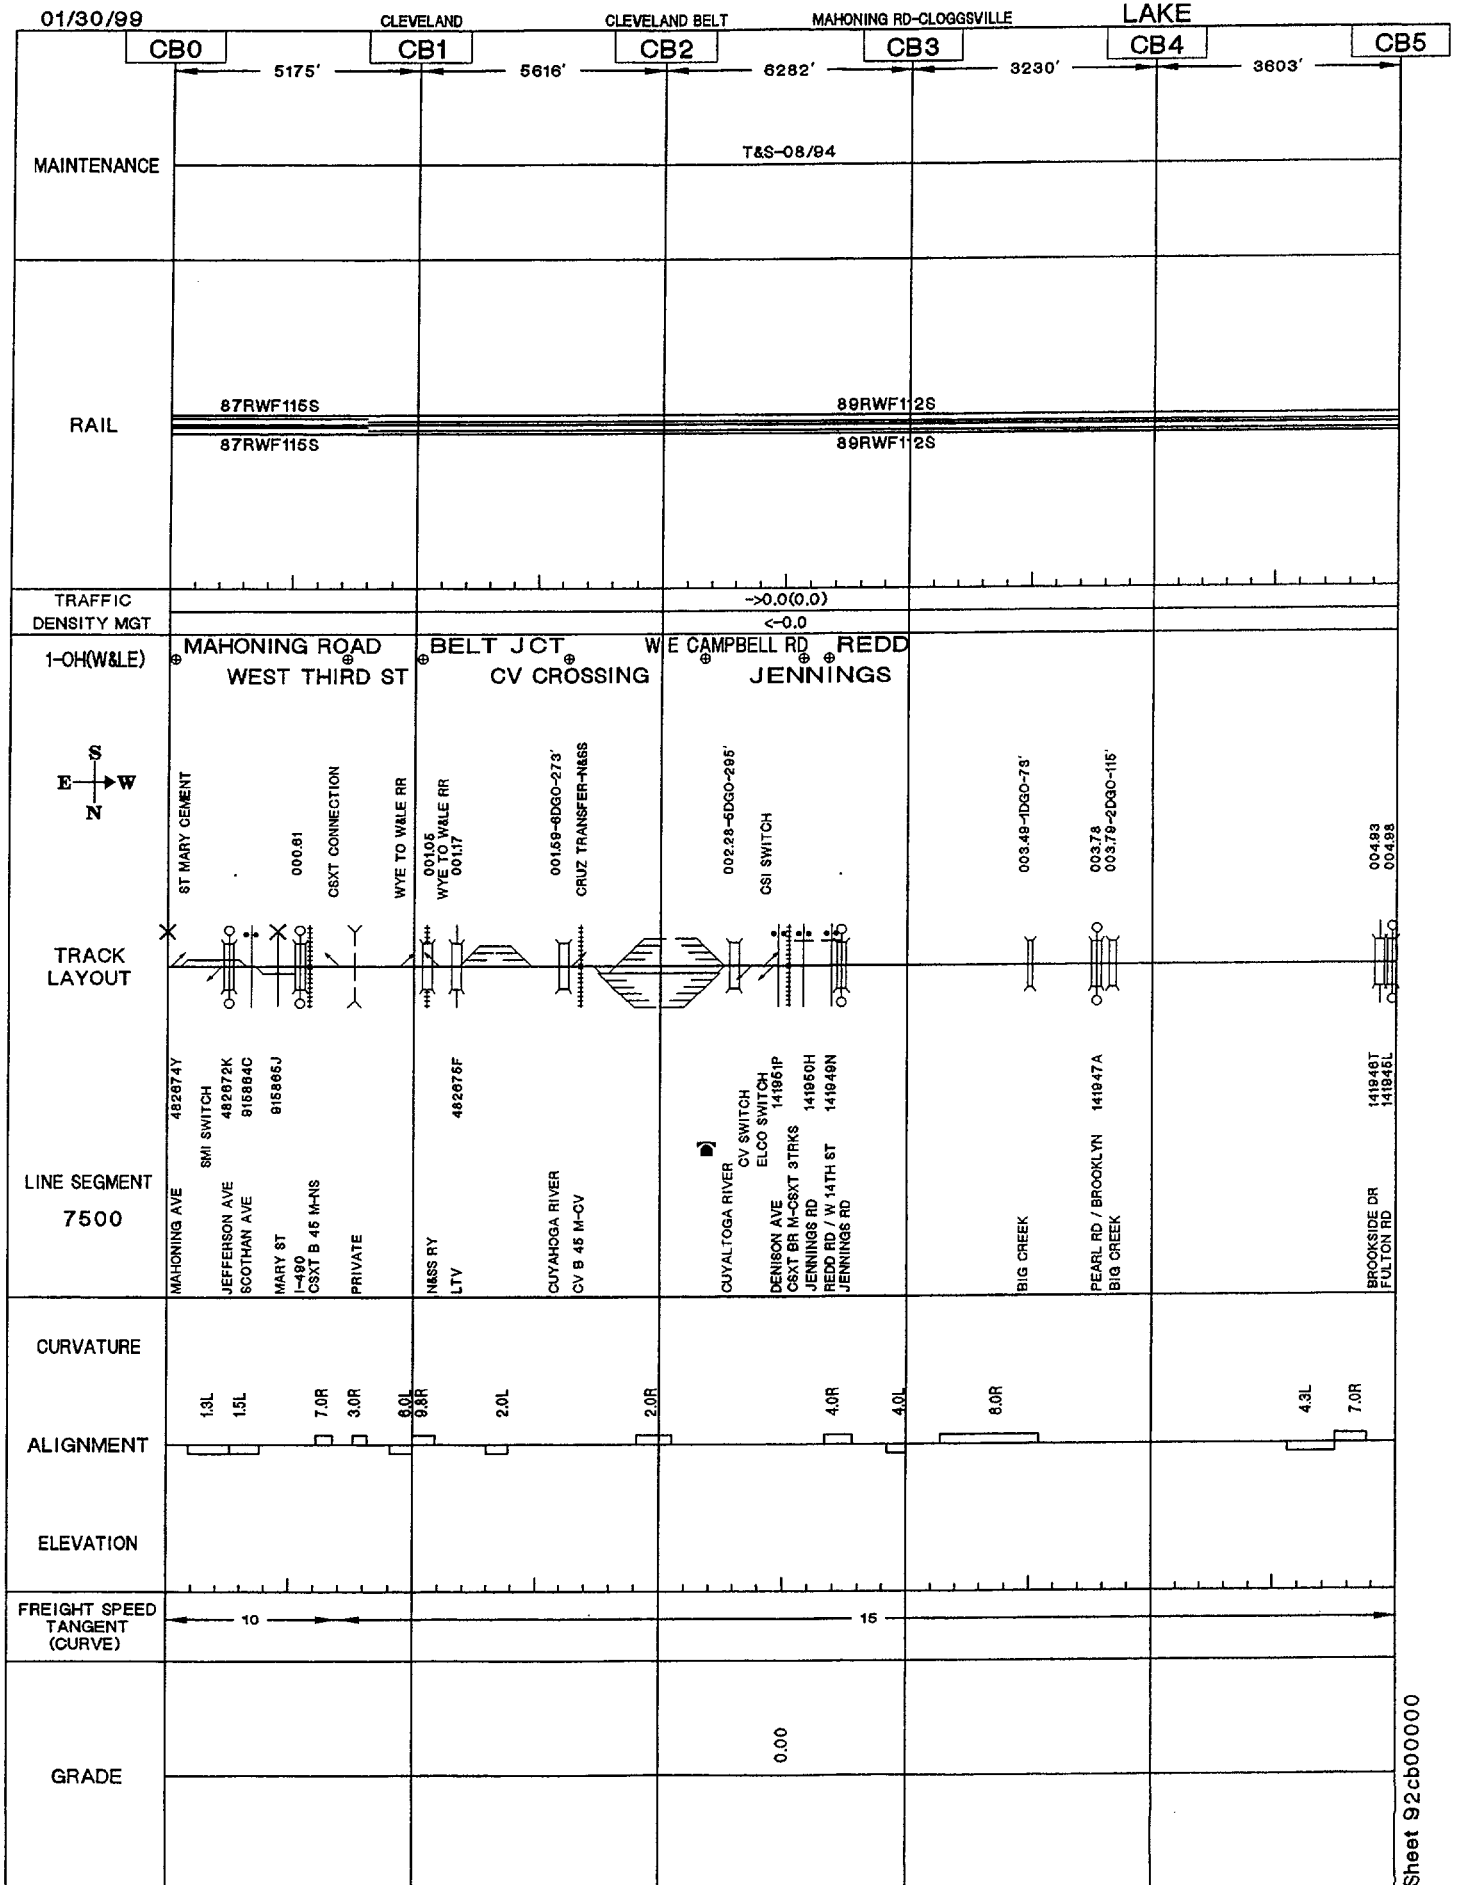 01/30/99 CLEVELAND CLEVELAND BELT MAHONING RD-CLOGGSVILLE LAKE
CB0 CB1 CB2 CB3 CB4 CB5
5175' 5616' 6282' 3230' 3603'
MAINTENANCE
T&S-08/94
RAIL
87RWF115S 89RWF112S
87RWF115S 89RWF112S
TRAFFIC
DENSITY MGT
->0.0(0.0)
<-0.0
1-OH(W&LE)
MAHONING ROAD BELT JCT W E CAMPBELL RD REDD
WEST THIRD ST CV CROSSING JENNINGS
S
E W
N
ST MARY CEMENT
000.61
CSXT CONNECTION
WYE TO W&LE RR
001.05
WYE TO W&LE RR
001.17
001.59-6DGO-273'
CRUZ TRANSFER-N&SS
002.28-5DGO-295'
CSI SWITCH
003.49-1DGO-73'
003.78
003.79-2DGO-115'
004.93
004.98
TRACK
LAYOUT
LINE SEGMENT
7500
MAHONING AVE 482674Y
SMI SWITCH
JEFFERSON AVE 482672K
SCOTHAN AVE 915864C
MARY ST 915865J
I-490
CSXT B 45 M-NS
PRIVATE
N&SS RY
LTV 482675F
CUYAHOGA RIVER
CV B 45 M-CV
CUYALTOGA RIVER
CV SWITCH
ELCO SWITCH
DENISON AVE 141951P
CSXT BR M-CSXT 3TRKS
JENNINGS RD 141950H
REDD RD / W 14TH ST 141949N
JENNINGS RD
BIG CREEK
PEARL RD / BROOKLYN 141947A
BIG CREEK
BROOKSIDE DR 141946T
FULTON RD 141945L
CURVATURE
1.3L 1.5L 7.0R 3.0R 6.0L 9.8R 2.0L 2.0R 4.0R 4.0L 8.0R 4.3L 7.0R
ALIGNMENT
ELEVATION
FREIGHT SPEED
TANGENT
(CURVE)
10 15
GRADE
0.00
Sheet 92cb00000